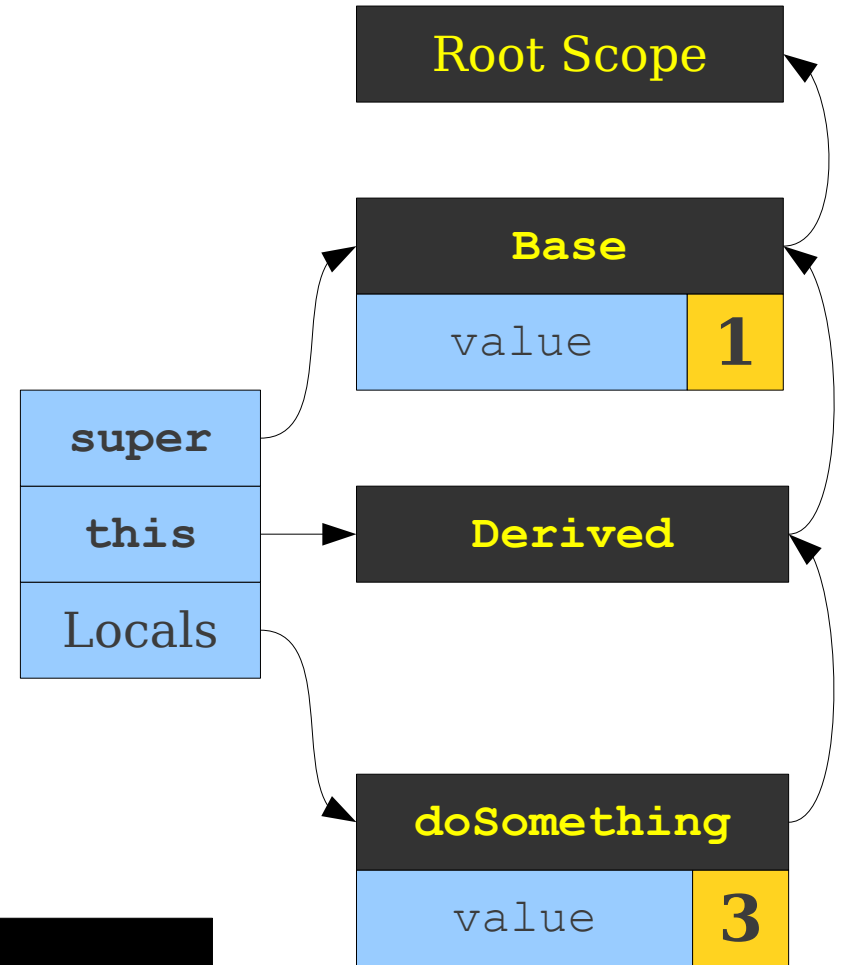 Root Scope
Base
value 1
super
this
Derived
Locals
doSomething
value 3